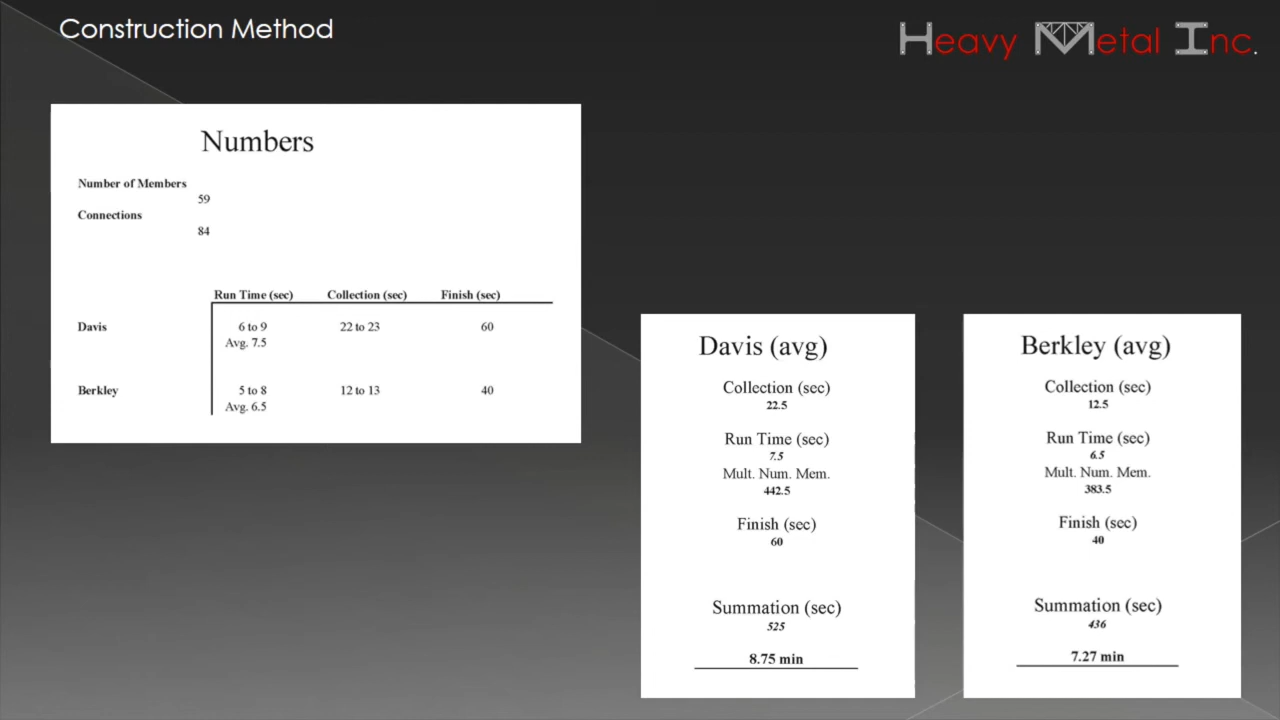 Construction Method
Heavy Metal Inc.
Numbers
Number of Members
59
Connections
84
Run Time (sec) Collection (sec) Finish (sec)
Davis 6 to 9 22 to 23 60
Avg. 7.5
Berkley 5 to 8 12 to 13 40
Avg. 6.5
Davis (avg)
Collection (sec)
22.5
Run Time (sec)
7.5
Mult. Num. Mem.
442.5
Finish (sec)
60
Summation (sec)
525
8.75 min
Berkley (avg)
Collection (sec)
12.5
Run Time (sec)
6.5
Mult. Num. Mem.
383.5
Finish (sec)
40
Summation (sec)
436
7.27 min